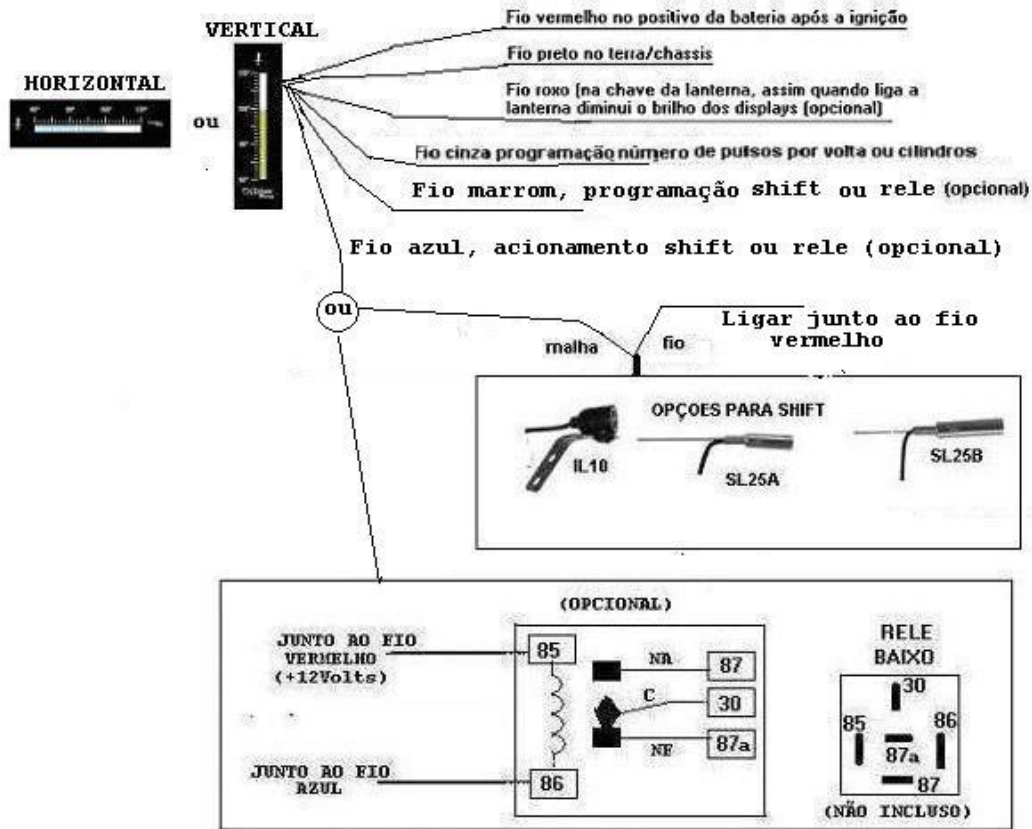 VERTICAL
HORIZONTAL
ou
Fio vermelho no positivo da bateria após a ignição
Fio preto no terra/chassis
Fio roxo (na chave da lanterna, assim quando liga a
lanterna diminui o brilho dos displays (opcional)
Fio cinza programação número de pulsos por volta ou cilindros
Fio marrom, programação shift ou rele (opcional)
Fio azul, acionamento shift ou rele (opcional)
ou
malha
fio
Ligar junto ao fio
vermelho
OPÇOES PARA SHIFT
IL10
SL25A
SL25B
(OPCIONAL)
JUNTO AO FIO
VERMELHO
(+12Volts)
85
NA
87
C
30
NF
87a
JUNTO AO FIO
AZUL
86
RELE
BAIXO
30
85
86
87a
87
(NÃO INCLUSO)